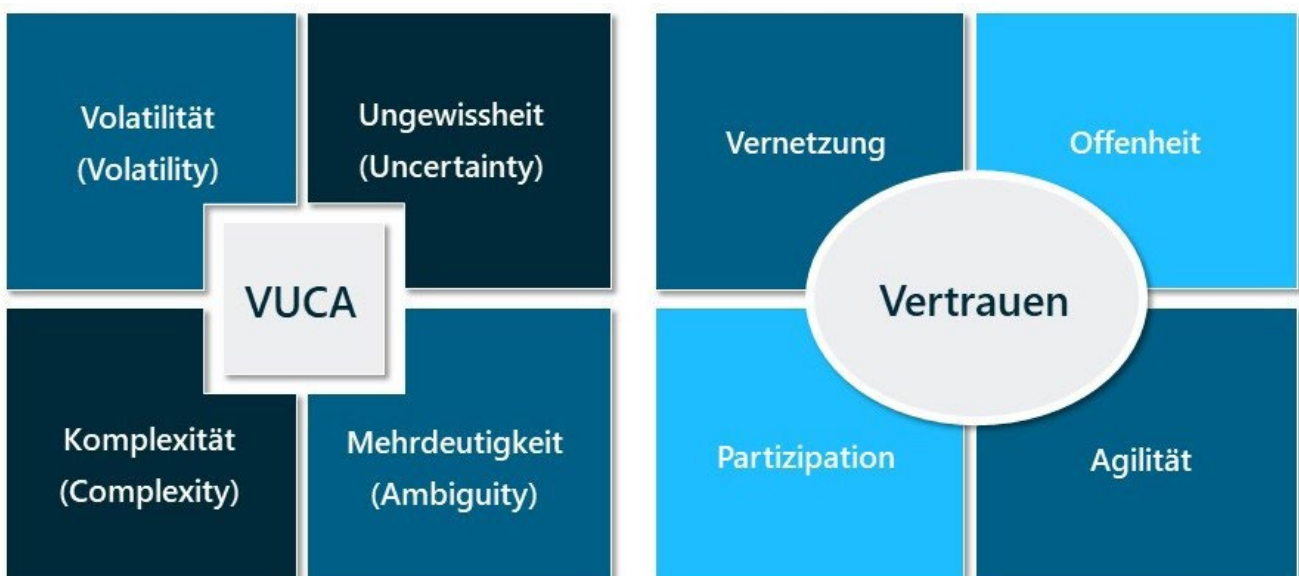 Volatilität
(Volatility)
Ungewissheit
(Uncertainty)
VUCA
Komplexität
(Complexity)
Mehrdeutigkeit
(Ambiguity)
Vernetzung
Offenheit
Vertrauen
Partizipation
Agilität